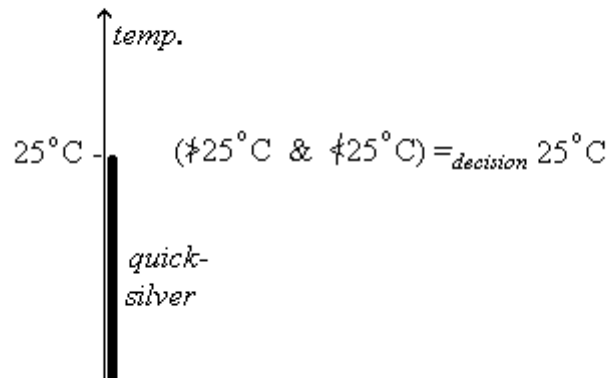 temp.
25°C - (≯25°C & ≮25°C) =decision 25°C
quick-
silver